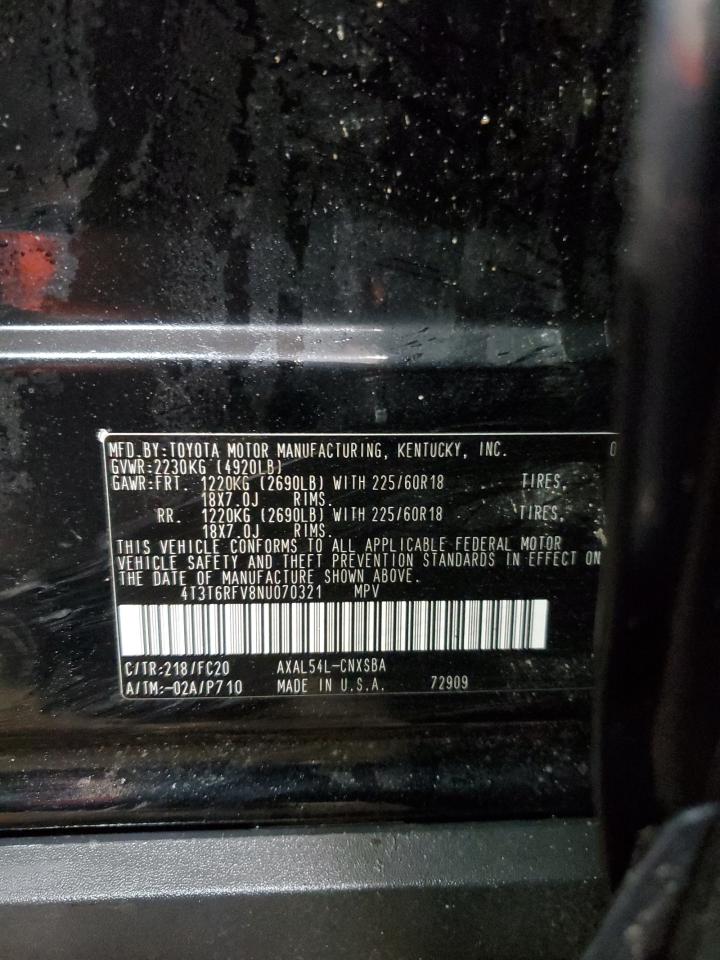 MFD.BY:TOYOTA MOTOR MANUFACTURING, KENTUCKY, INC. 0
GVWR:2230KG (4920LB)
GAWR:FRT. 1220KG (2690LB) WITH 225/60R18 TIRES,
18X7.0J RIMS.
RR. 1220KG (2690LB) WITH 225/60R18 TIRES,
18X7.0J RIMS.
THIS VEHICLE CONFORMS TO ALL APPLICABLE FEDERAL MOTOR
VEHICLE SAFETY AND THEFT PREVENTION STANDARDS IN EFFECT ON
THE DATE OF MANUFACTURE SHOWN ABOVE.
4T3T6RFV8NU070321 MPV
C/TR:218/FC20 AXAL54L-CNXSBA
A/TM:-02A/P710 MADE IN U.S.A. 72909